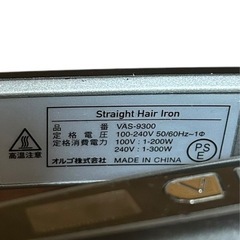 Straight Hair Iron
品 番 VAS-9300
定格電圧 100-240V 50/60Hz~1Φ
定格消費電力 100V : 1-200W
240V : 1-300W
オルゴ株式会社 MADE IN CHINA
高温注意
PS
E